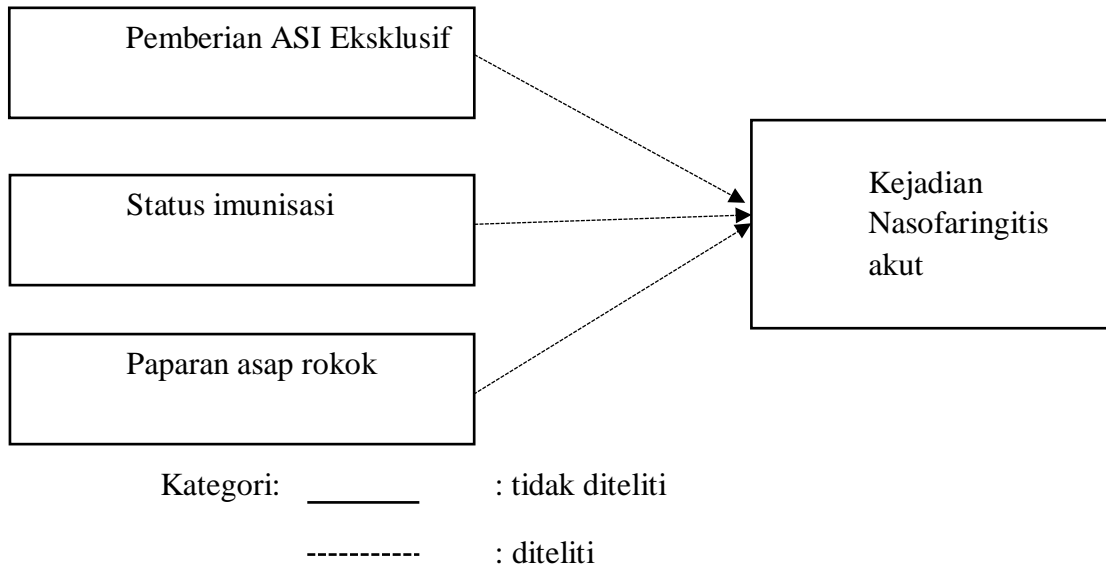 Pemberian ASI Eksklusif
Status imunisasi
Paparan asap rokok
Kejadian
Nasofaringitis
akut
Kategori: : tidak diteliti
: diteliti